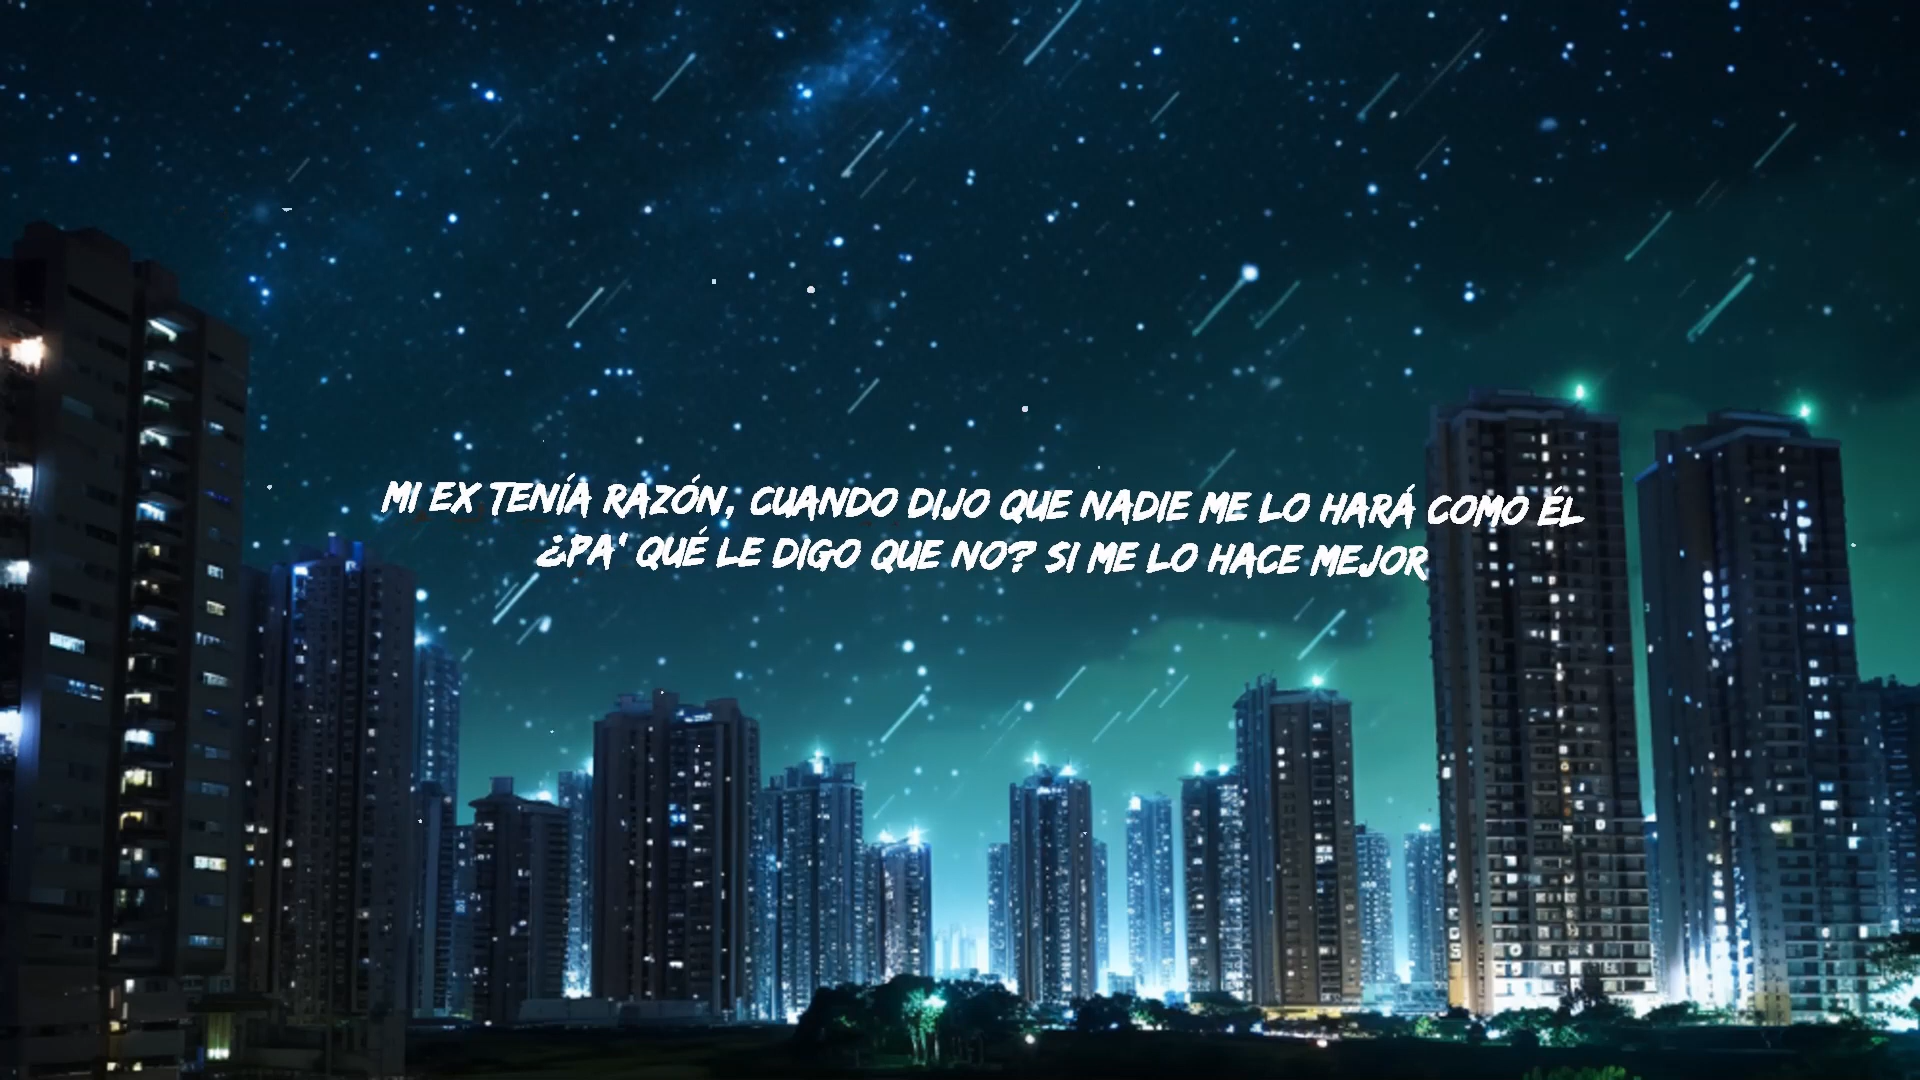 MI EX TENÍA RAZÓN, CUANDO DIJO QUE NADIE ME LO HARÁ COMO ÉL
¿PA' QUÉ LE DIGO QUE NO? SI ME LO HACE MEJOR